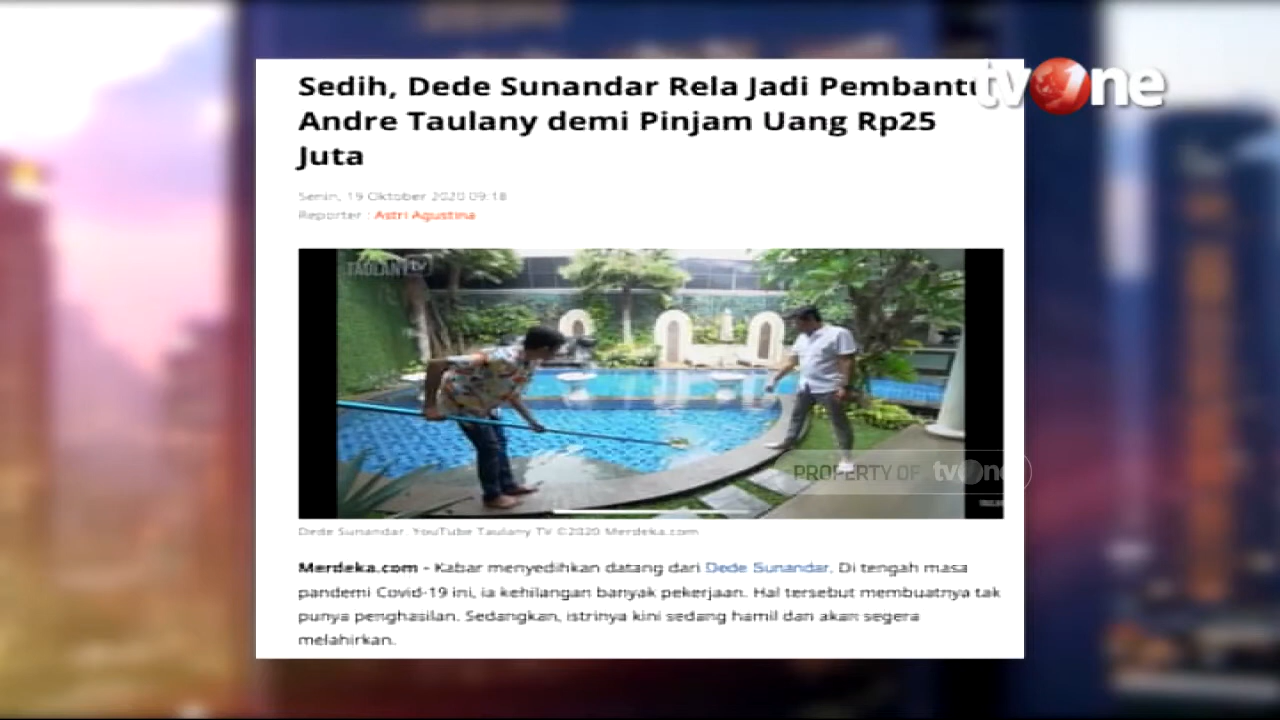 Sedih, Dede Sunandar Rela Jadi Pembantu
tvOne
Andre Taulany demi Pinjam Uang Rp25
Juta
Senin, 19 Oktober 2020 09:18
Reporter : Astri Agustina
TAULANY TV
PROPERTY OF tvOne
Dede Sunandar. YouTube Taulany TV ©2020 Merdeka.com
Merdeka.com - Kabar menyedihkan datang dari Dede Sunandar. Di tengah masa
pandemi Covid-19 ini, ia kehilangan banyak pekerjaan. Hal tersebut membuatnya tak
punya penghasilan. Sedangkan, istrinya kini sedang hamil dan akan segera
melahirkan.